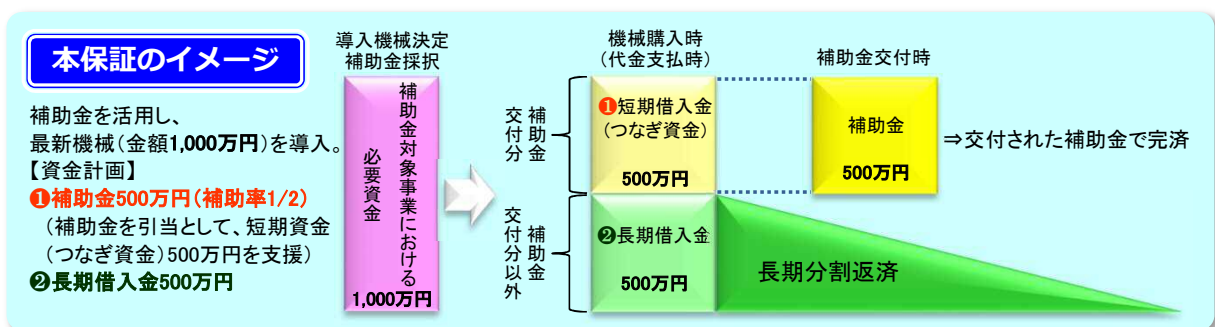 本保証のイメージ
補助金を活用し、
最新機械(金額1,000万円)を導入。
【資金計画】
❶補助金500万円(補助率1/2)
(補助金を引当として、短期資金
(つなぎ資金)500万円を支援)
❷長期借入金500万円
導入機械決定
補助金採択
補助金対象事業における
必要資金
1,000万円
機械購入時
(代金支払時)
補助金
交付分
❶短期借入金
(つなぎ資金)
500万円
補助金
交付分以外
❷長期借入金
500万円
補助金交付時
補助金
500万円
⇒交付された補助金で完済
長期分割返済